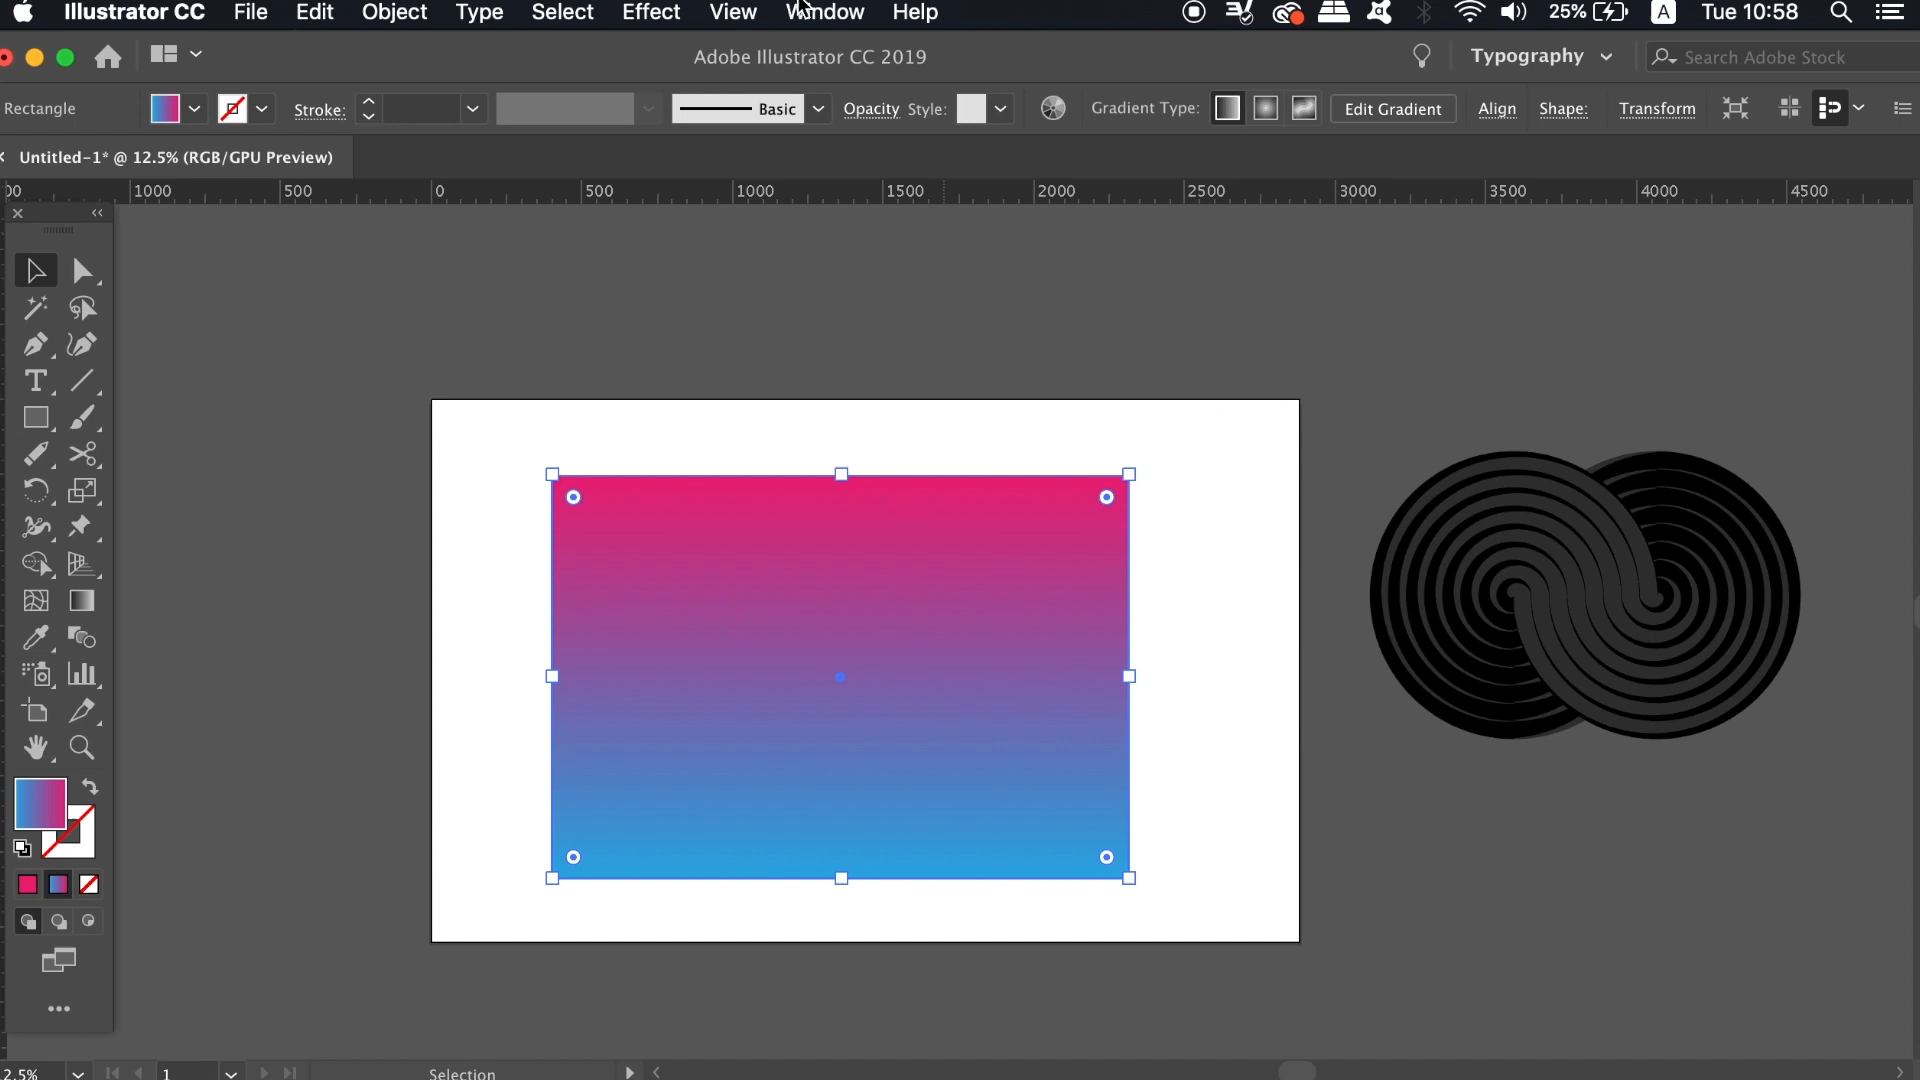 Illustrator CC File Edit Object Type Select Effect View Window Help 25% A Tue 10:58
Adobe Illustrator CC 2019 Typography Search Adobe Stock
Rectangle Stroke: Basic Opacity Style: Gradient Type: Edit Gradient Align Shape: Transform
Untitled-1* @ 12.5% (RGB/GPU Preview)
00 1000 500 0 500 1000 1500 2000 2500 3000 3500 4000 4500
2.5% 1 Selection